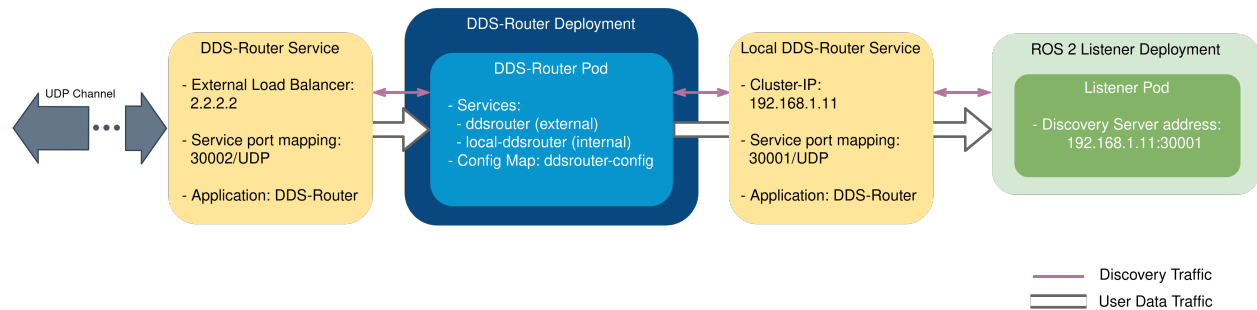 UDP Channel
DDS-Router Service
- External Load Balancer:
2.2.2.2
- Service port mapping:
30002/UDP
- Application: DDS-Router
DDS-Router Deployment
DDS-Router Pod
- Services:
- ddsrouter (external)
- local-ddsrouter (internal)
- Config Map: ddsrouter-config
Local DDS-Router Service
- Cluster-IP:
192.168.1.11
- Service port mapping:
30001/UDP
- Application: DDS-Router
ROS 2 Listener Deployment
Listener Pod
- Discovery Server address:
192.168.1.11:30001
Discovery Traffic
User Data Traffic